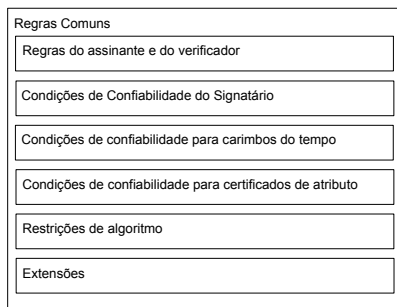 Regras Comuns
Regras do assinante e do verificador
Condições de Confiabilidade do Signatário
Condições de confiabilidade para carimbos do tempo
Condições de confiabilidade para certificados de atributo
Restrições de algoritmo
Extensões